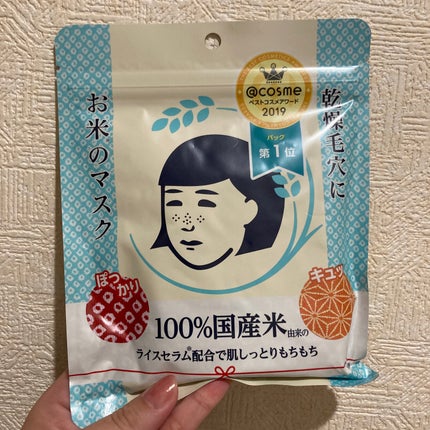 乾燥毛穴に
お米のマスク
@cosme
ベストコスメアワード
2019
パック
第1位
ぽっかり
キュッ
100%国産米由来の
ライスセラム®配合で肌しっとりもちもち